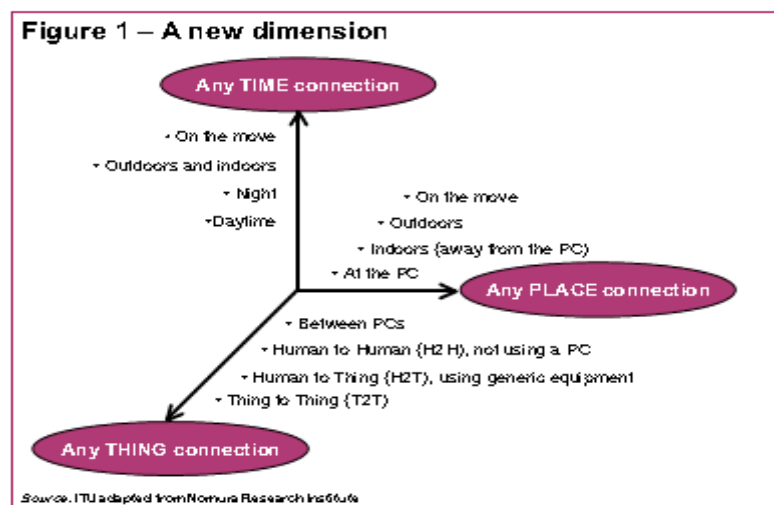 Figure 1 – A new dimension
Any TIME connection
• On the move
• Outdoors and indoors
• Night
•Daytime
• On the move
• Outdoors
• Indoors (away from the PC)
• At the PC
Any PLACE connection
• Between PCs
• Human to Human (H2H), not using a PC
• Human to Thing (H2T), using generic equipment
• Thing to Thing (T2T)
Any THING connection
Source: ITU adapted from Nomura Research Institute